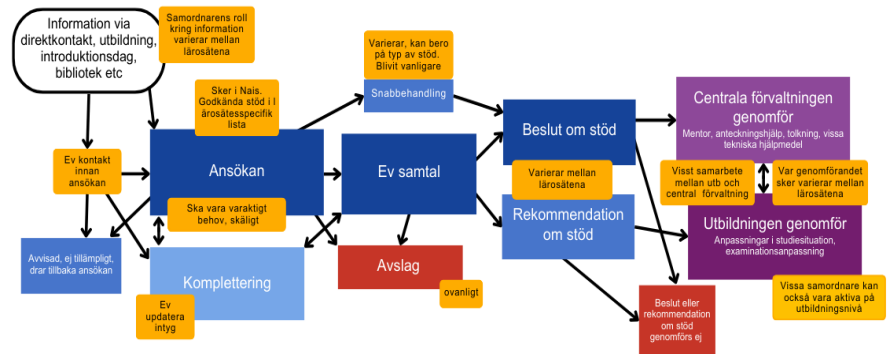 Information via
direktkontakt, utbildning,
introduktionsdag,
bibliotek etc
Samordnarens roll
kring information
varierar mellan
lärosätena
Varierar, kan bero
på typ av stöd.
Blivit vanligare
Sker i Nais.
Godkända stöd i l
ärosätesspecifik
lista
Snabbehandling
Ev kontakt
innan
ansökan
Ansökan
Ska vara varaktigt
behov, skäligt
Ev samtal
Beslut om stöd
Varierar mellan
lärosätena
Rekommendation
om stöd
Centrala förvaltningen
genomför
Mentor, anteckningshjälp, tolkning, vissa
tekniska hjälpmedel
Visst samarbete
mellan utb och
central förvaltning
Var genomförandet
sker varierar mellan
lärosätena
Utbildningen genomför
Anpassningar i studiesituation,
examinationsanpassning
Vissa samordnare kan
också vara aktiva på
utbildningsnivå
Avvisad, ej tillämpligt,
drar tillbaka ansökan
Komplettering
Ev
updatera
intyg
Avslag
ovanligt
Beslut eller
rekommendation
om stöd
genomförs ej